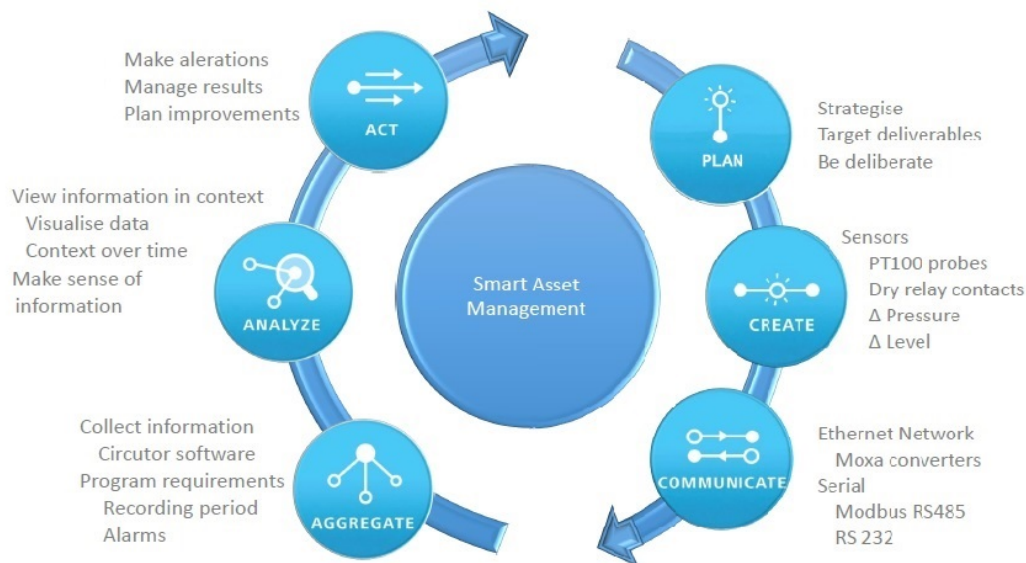 Make alerations
Manage results
Plan improvements
ACT
PLAN
Strategise
Target deliverables
Be deliberate
View information in context
Visualise data
Context over time
Make sense of
information
ANALYZE
Smart Asset
Management
CREATE
Sensors
PT100 probes
Dry relay contacts
Δ Pressure
Δ Level
Collect information
Circutor software
Program requirements
Recording period
Alarms
AGGREGATE
COMMUNICATE
Ethernet Network
Moxa converters
Serial
Modbus RS485
RS 232